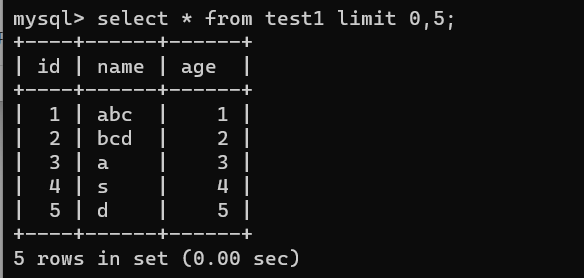 mysql> select * from test1 limit 0,5;
+----+------+------+
| id | name | age  |
+----+------+------+
|  1 | abc  |    1 |
|  2 | bcd  |    2 |
|  3 | a    |    3 |
|  4 | s    |    4 |
|  5 | d    |    5 |
+----+------+------+
5 rows in set (0.00 sec)